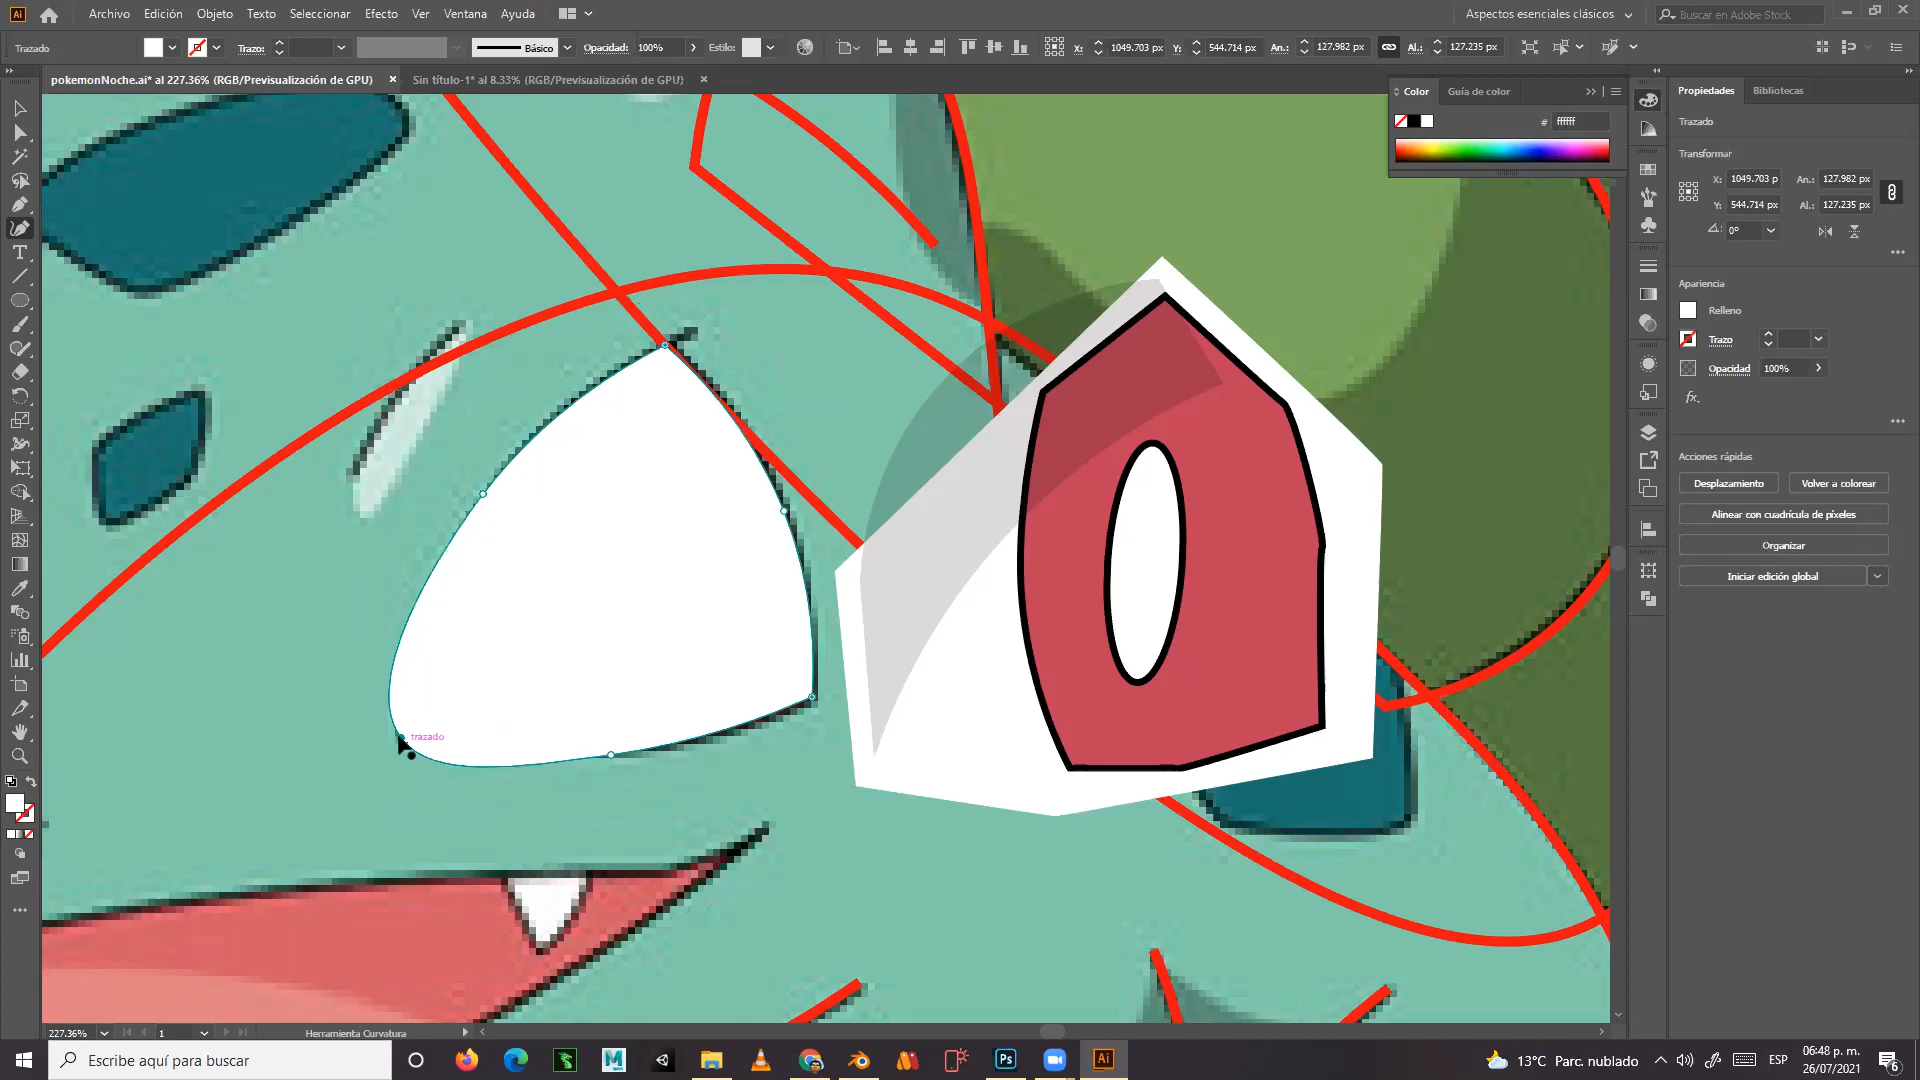 Ai Archivo Edición Objeto Texto Seleccionar Efecto Ver Ventana Ayuda Aspectos esenciales clásicos Buscar en Adobe Stock
Trazado Trazo: Básico Opacidad: 100% Estilo: X: 1049.703 px Y: 544.714 px An.: 127.982 px Al.: 127.235 px
pokemonNoche.ai* al 227.36% (RGB/Previsualización de GPU) × Sin título-1* al 8.33% (RGB/Previsualización de GPU) ×
Color Guía de color
# ffffff
Propiedades Bibliotecas
Trazado
Transformar
X: 1049.703 p An.: 127.982 px
Y: 544.714 px Al.: 127.235 px
0°
Apariencia
Relleno
Trazo
Opacidad 100%
fx.
Acciones rápidas
Desplazamiento Volver a colorear
Alinear con cuadrícula de píxeles
Organizar
Iniciar edición global
trazado
227.36% 1 Herramienta Curvatura
Escribe aquí para buscar
Ps Ai
13°C Parc. nublado ESP 06:48 p. m.
26/07/2021
6